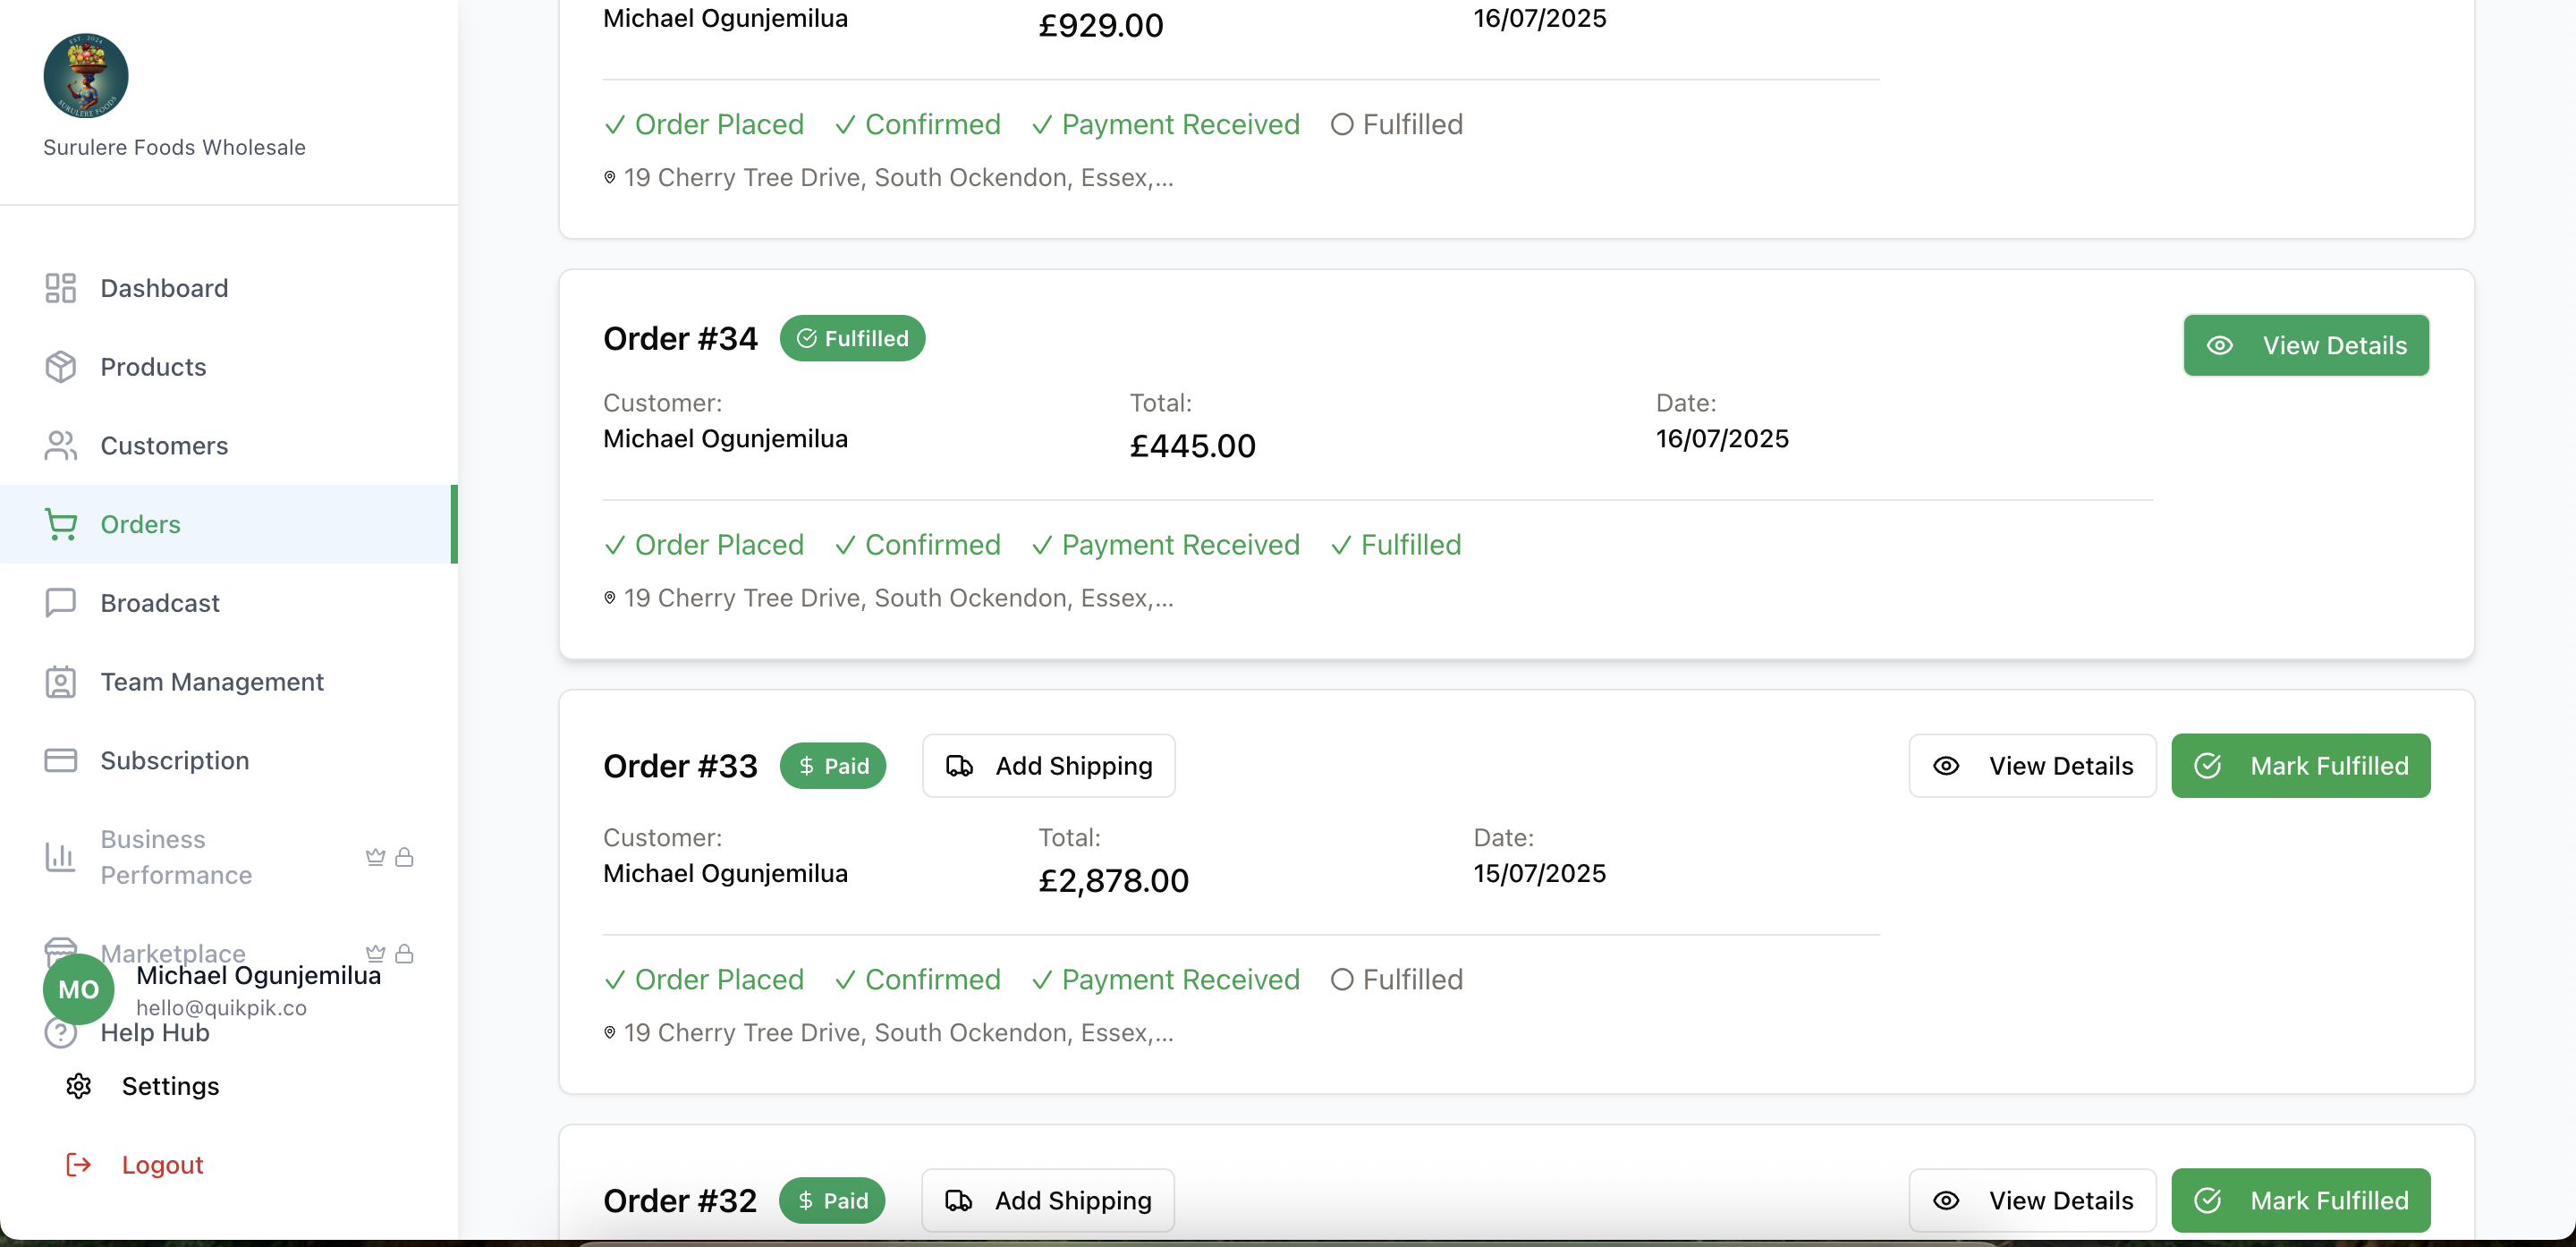 EST. 2024
SURULERE FOODS
Surulere Foods Wholesale
Dashboard
Products
Customers
Orders
Broadcast
Team Management
Subscription
Business
Performance
Marketplace
MO
Michael Ogunjemilua
hello@quikpik.co
Help Hub
Settings
Logout
Michael Ogunjemilua £929.00 16/07/2025
Order Placed Confirmed Payment Received Fulfilled
19 Cherry Tree Drive, South Ockendon, Essex,...
Order #34 Fulfilled View Details
Customer: Total: Date:
Michael Ogunjemilua £445.00 16/07/2025
Order Placed Confirmed Payment Received Fulfilled
19 Cherry Tree Drive, South Ockendon, Essex,...
Order #33 $ Paid Add Shipping View Details Mark Fulfilled
Customer: Total: Date:
Michael Ogunjemilua £2,878.00 15/07/2025
Order Placed Confirmed Payment Received Fulfilled
19 Cherry Tree Drive, South Ockendon, Essex,...
Order #32 $ Paid Add Shipping View Details Mark Fulfilled